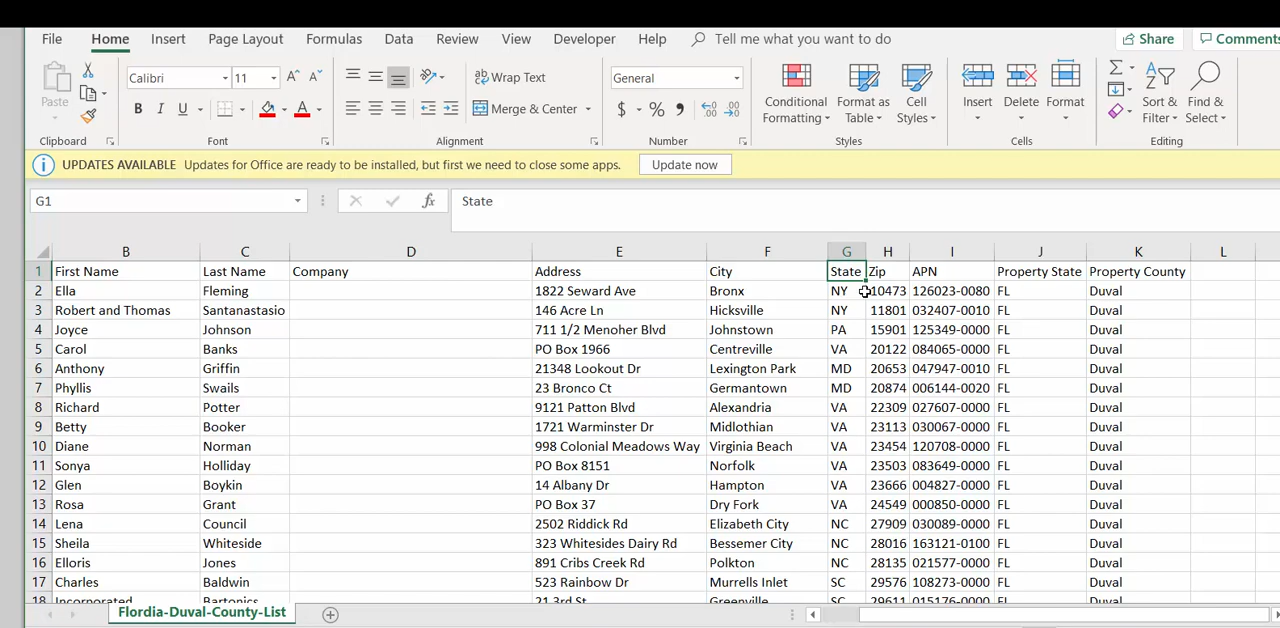 File Home Insert Page Layout Formulas Data Review View Developer Help Tell me what you want to do Share Comments
Calibri 11 A A Wrap Text General
Paste B I U A Merge & Center $ % Conditional Formatting Format as Table Cell Styles Insert Delete Format Sort & Filter Find & Select
Clipboard Font Alignment Number Styles Cells Editing
UPDATES AVAILABLE Updates for Office are ready to be installed, but first we need to close some apps. Update now
G1 fx State
B C D E F G H I J K L
1 First Name Last Name Company Address City State Zip APN Property State Property County
2 Ella Fleming 1822 Seward Ave Bronx NY 10473 126023-0080 FL Duval
3 Robert and Thomas Santanastasio 146 Acre Ln Hicksville NY 11801 032407-0010 FL Duval
4 Joyce Johnson 711 1/2 Menoher Blvd Johnstown PA 15901 125349-0000 FL Duval
5 Carol Banks PO Box 1966 Centreville VA 20122 084065-0000 FL Duval
6 Anthony Griffin 21348 Lookout Dr Lexington Park MD 20653 047947-0010 FL Duval
7 Phyllis Swails 23 Bronco Ct Germantown MD 20874 006144-0020 FL Duval
8 Richard Potter 9121 Patton Blvd Alexandria VA 22309 027607-0000 FL Duval
9 Betty Booker 1721 Warminster Dr Midlothian VA 23113 030067-0000 FL Duval
10 Diane Norman 998 Colonial Meadows Way Virginia Beach VA 23454 120708-0000 FL Duval
11 Sonya Holliday PO Box 8151 Norfolk VA 23503 083649-0000 FL Duval
12 Glen Boykin 14 Albany Dr Hampton VA 23666 004827-0000 FL Duval
13 Rosa Grant PO Box 37 Dry Fork VA 24549 000850-0000 FL Duval
14 Lena Council 2502 Riddick Rd Elizabeth City NC 27909 030089-0000 FL Duval
15 Sheila Whiteside 323 Whitesides Dairy Rd Bessemer City NC 28016 163121-0100 FL Duval
16 Elloris Jones 891 Cribs Creek Rd Polkton NC 28135 021577-0000 FL Duval
17 Charles Baldwin 523 Rainbow Dr Murrells Inlet SC 29576 108273-0000 FL Duval
18 Incorporated Bartonics 21 3rd St Greenville SC 29611 015176-0000 FL Duval
Flordia-Duval-County-List